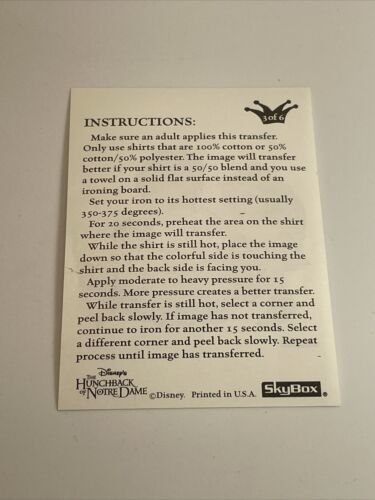 3 of 6
INSTRUCTIONS:
Make sure an adult applies this transfer.
Only use shirts that are 100% cotton or 50%
cotton/50% polyester. The image will transfer
better if your shirt is a 50/50 blend and you use
a towel on a solid flat surface instead of an
ironing board.
Set your iron to its hottest setting (usually
350-375 degrees).
For 20 seconds, preheat the area on the shirt
where the image will transfer.
While the shirt is still hot, place the image
down so that the colorful side is touching the
shirt and the back side is facing you.
Apply moderate to heavy pressure for 15
seconds. More pressure creates a better transfer.
While transfer is still hot, select a corner and
peel back slowly. If image has not transferred,
continue to iron for another 15 seconds. Select
a different corner and peel back slowly. Repeat
process until image has transferred.
Disney's
THE
HUNCHBACK
OF NOTRE DAME
©Disney. Printed in U.S.A.
SkyBox®